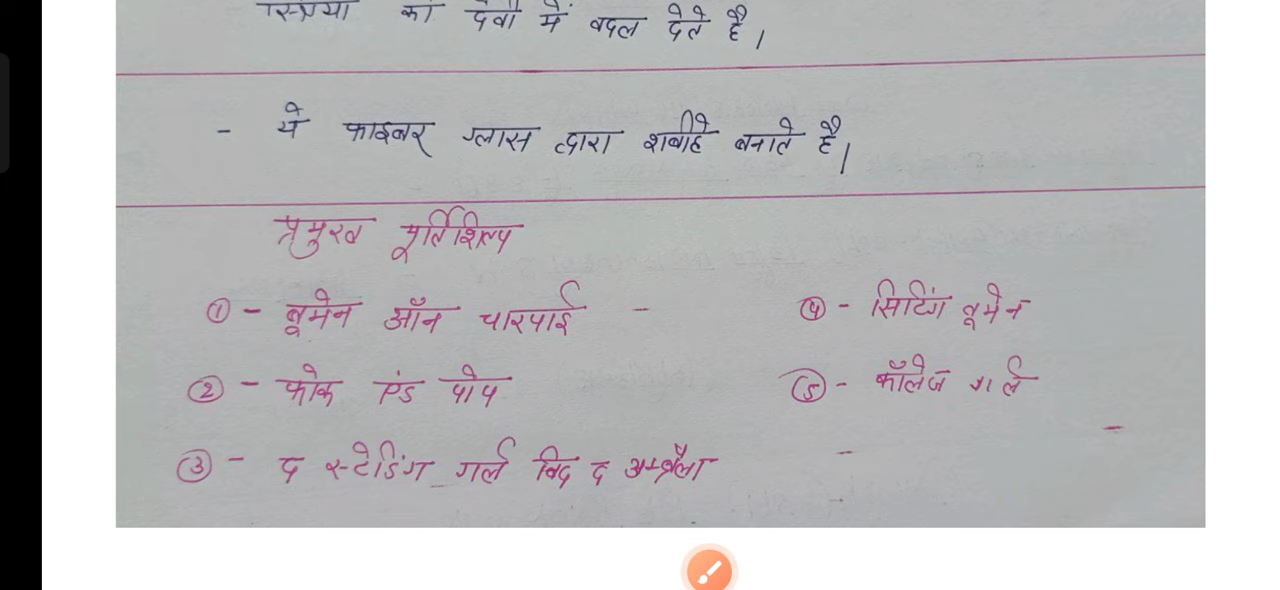 स्त्रियों को देवी में बदल देते है।
- ये फाइबर ग्लास द्वारा शबीहे बनाते है।
प्रमुख मूर्तिशिल्प
① - वूमेन ऑन चारपाई -
② - फोक एंड पोप
③ - द स्टेडिंग गर्ल विद द अम्ब्रैला -
④ - सिटिंग वूमेन
⑤ - कॉलेज गर्ल -